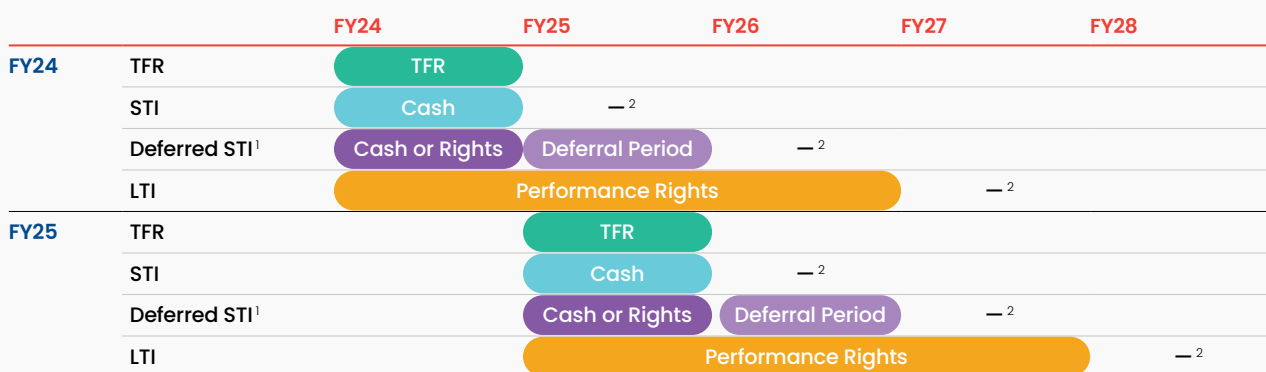 FY24 FY25 FY26 FY27 FY28
FY24 TFR TFR
STI Cash — 2
Deferred STI 1 Cash or Rights Deferral Period — 2
LTI Performance Rights — 2
FY25 TFR TFR
STI Cash — 2
Deferred STI 1 Cash or Rights Deferral Period — 2
LTI Performance Rights — 2